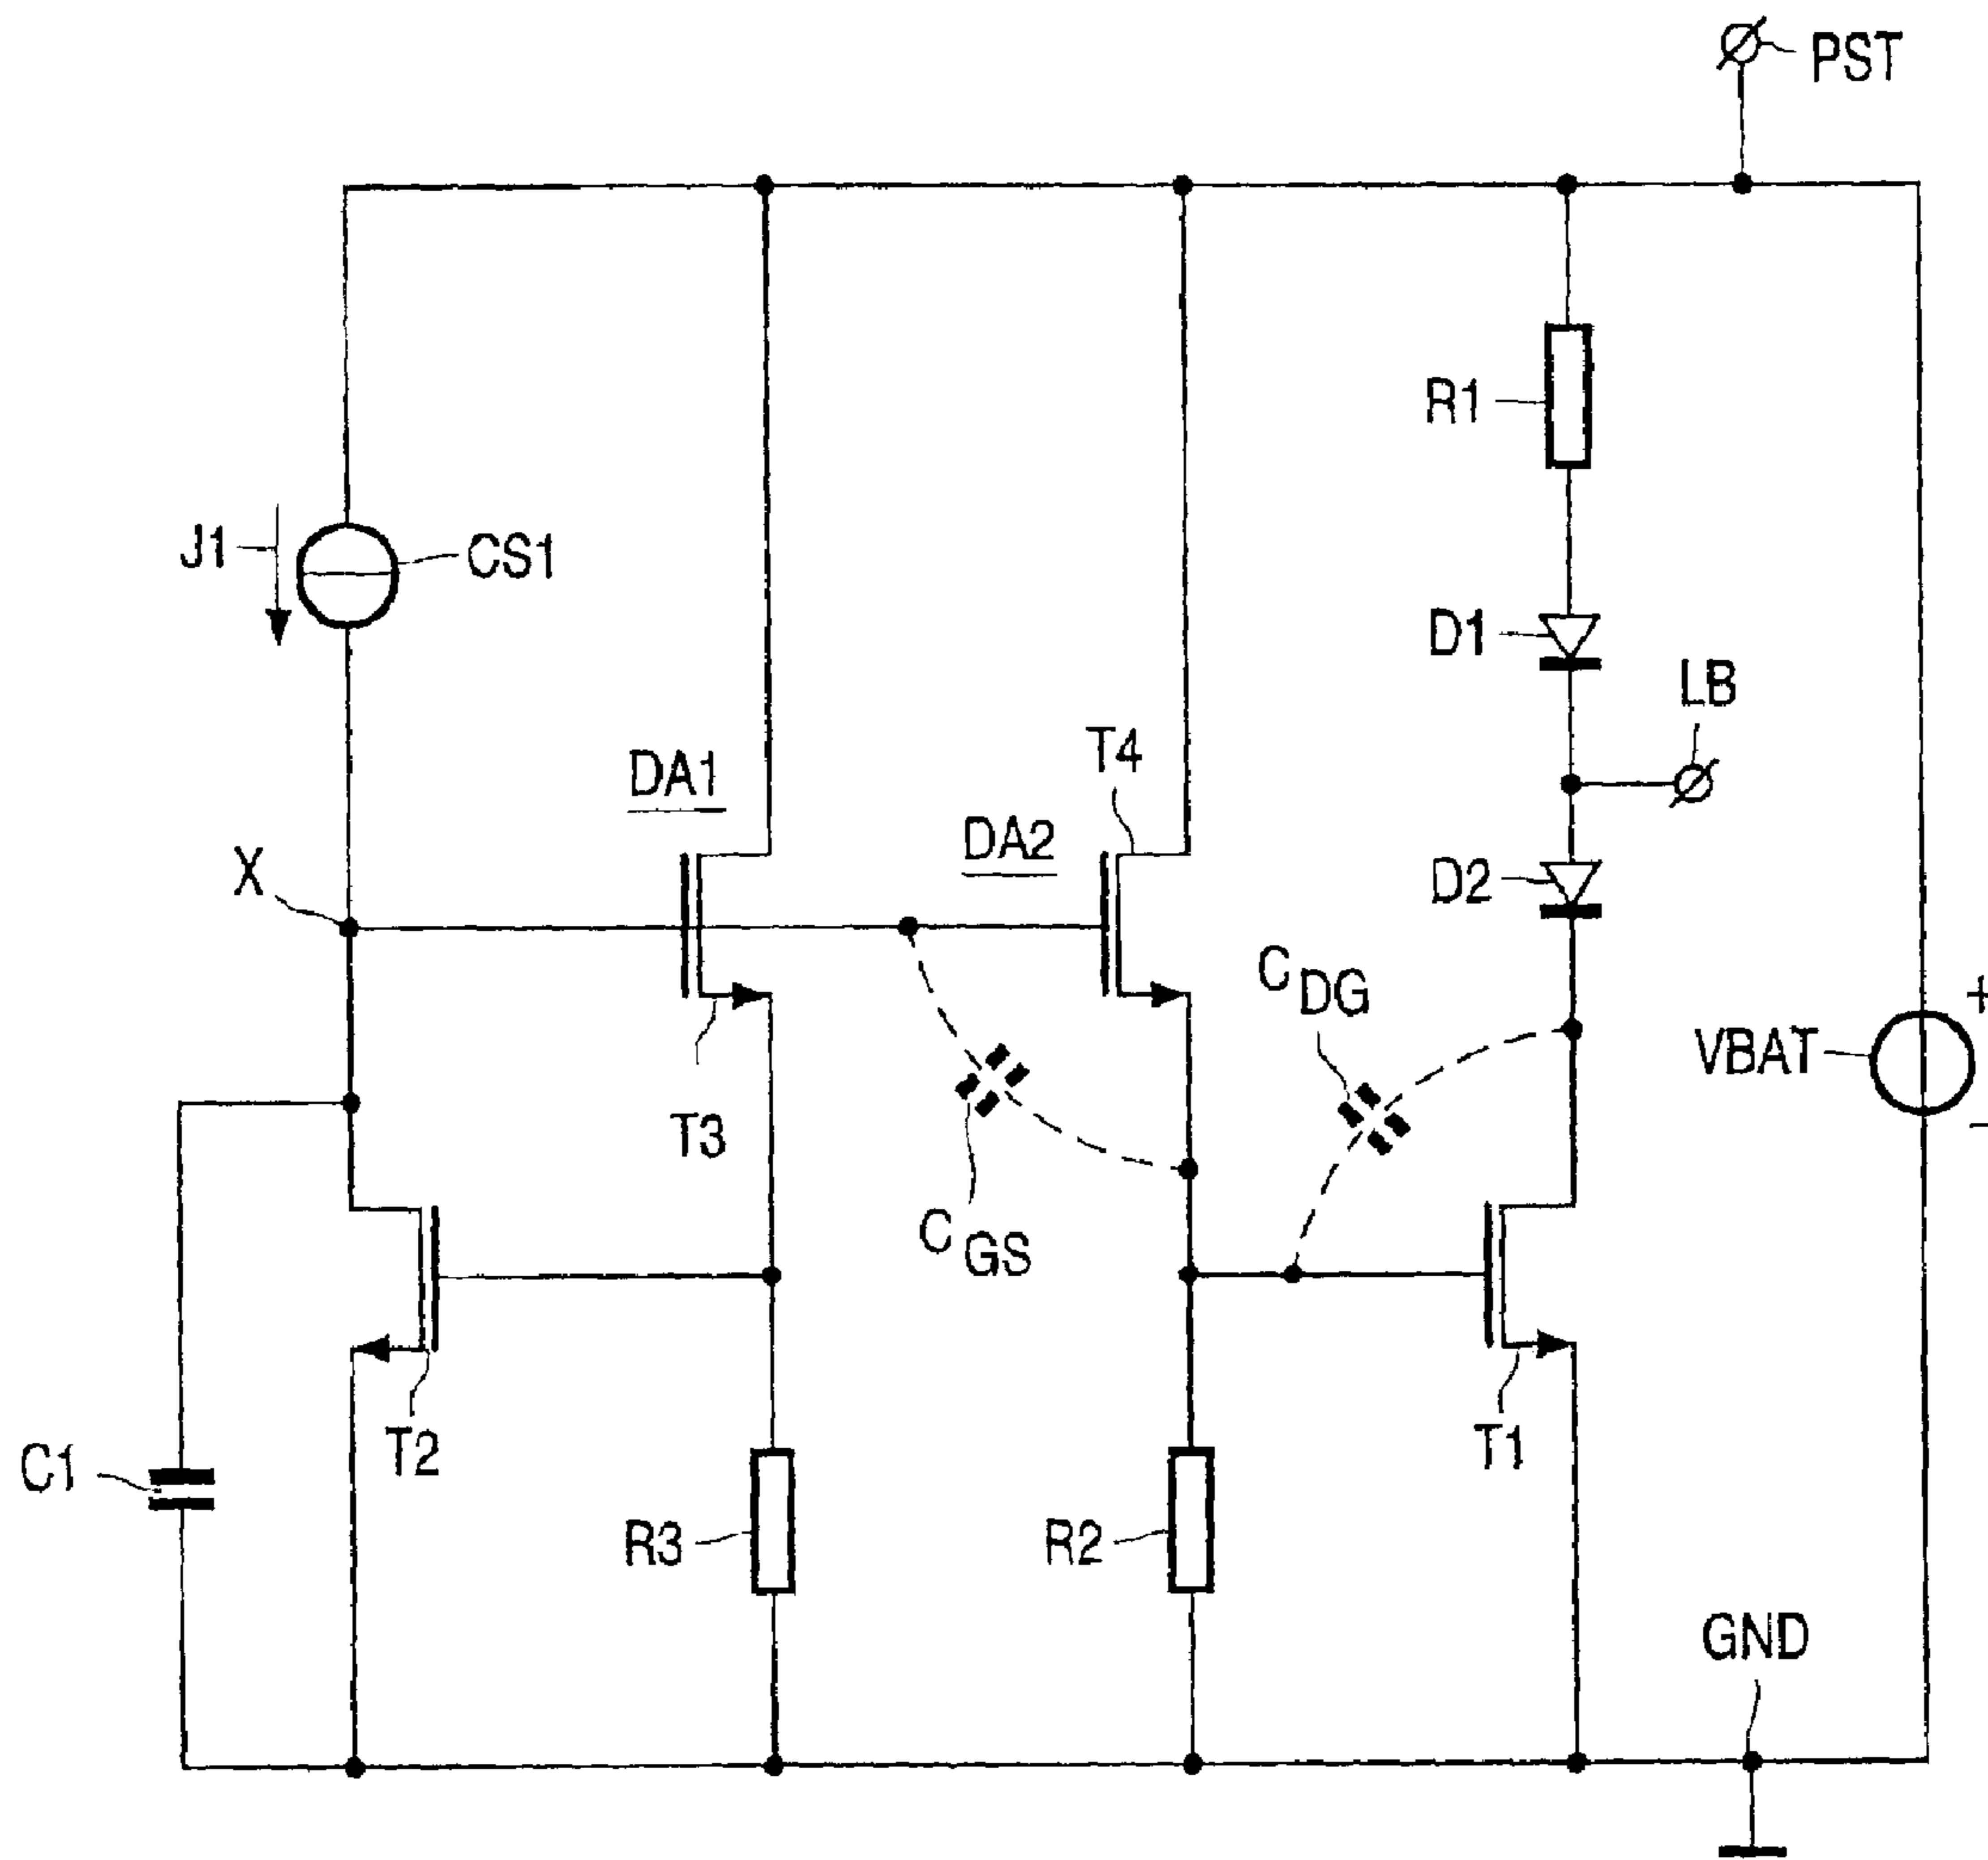 PST
R1
J1
CS1
D1
LB
DA1
T4
DA2
X
D2
C DG
+
VBAT
-
T3
C GS
T2
T1
C1
R3
R2
GND